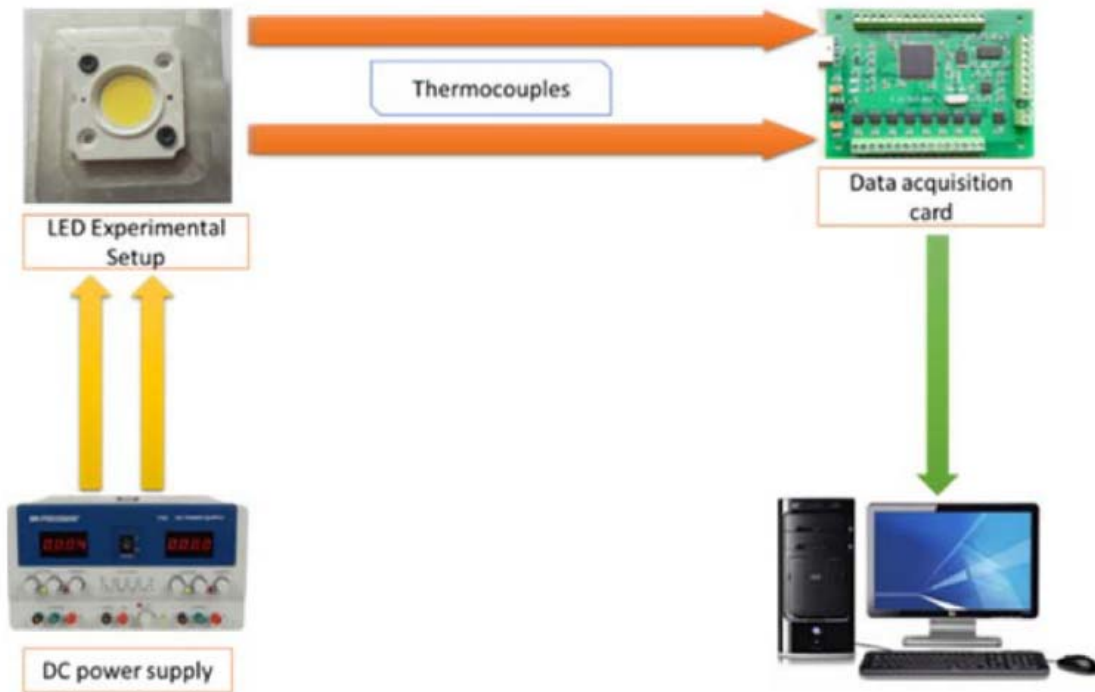 Thermocouples
LED Experimental
Setup
Data acquisition
card
DC power supply